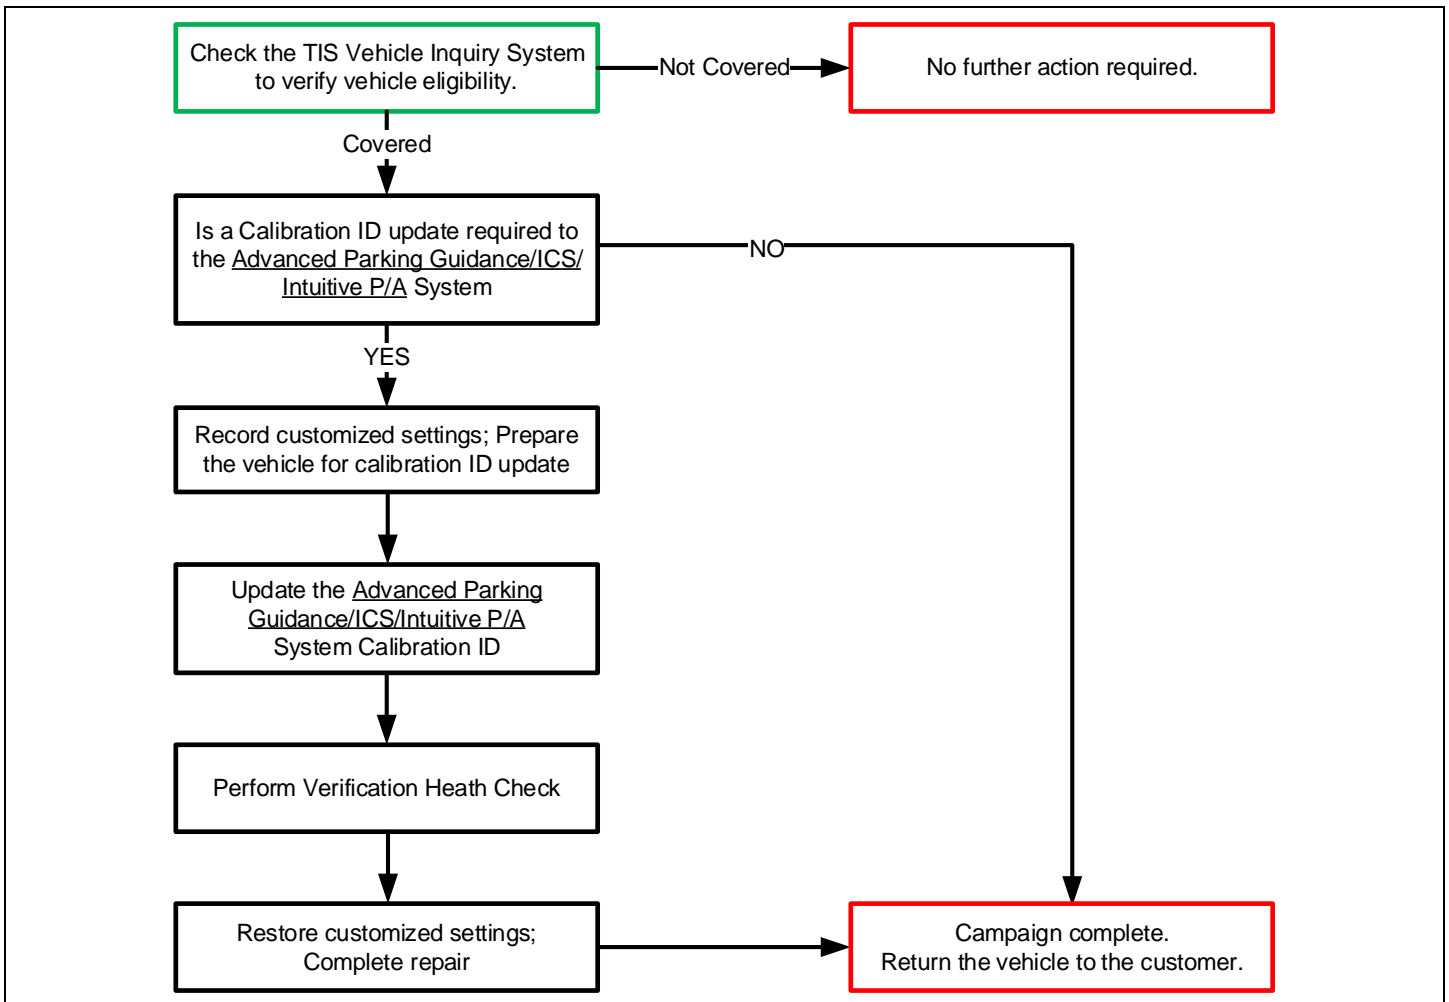 Check the TIS Vehicle Inquiry System
to verify vehicle eligibility.
Not Covered
No further action required.
Covered
Is a Calibration ID update required to
the Advanced Parking Guidance/ICS/
Intuitive P/A System
NO
YES
Record customized settings; Prepare
the vehicle for calibration ID update
Update the Advanced Parking
Guidance/ICS/Intuitive P/A
System Calibration ID
Perform Verification Heath Check
Restore customized settings;
Complete repair
Campaign complete.
Return the vehicle to the customer.